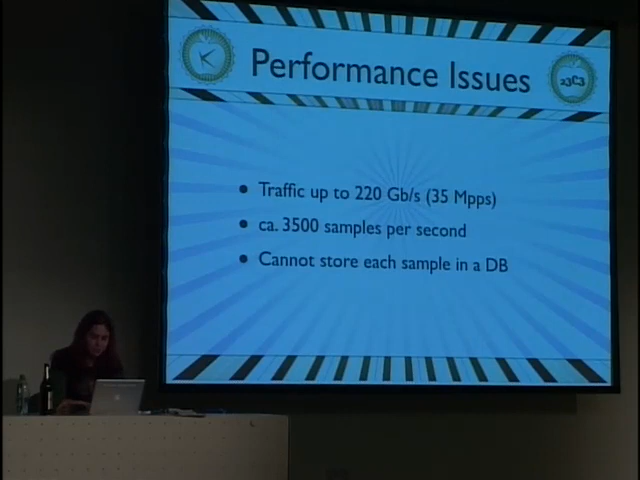 Performance Issues
23C3
• Traffic up to 220 Gb/s (35 Mpps)
• ca. 3500 samples per second
• Cannot store each sample in a DB